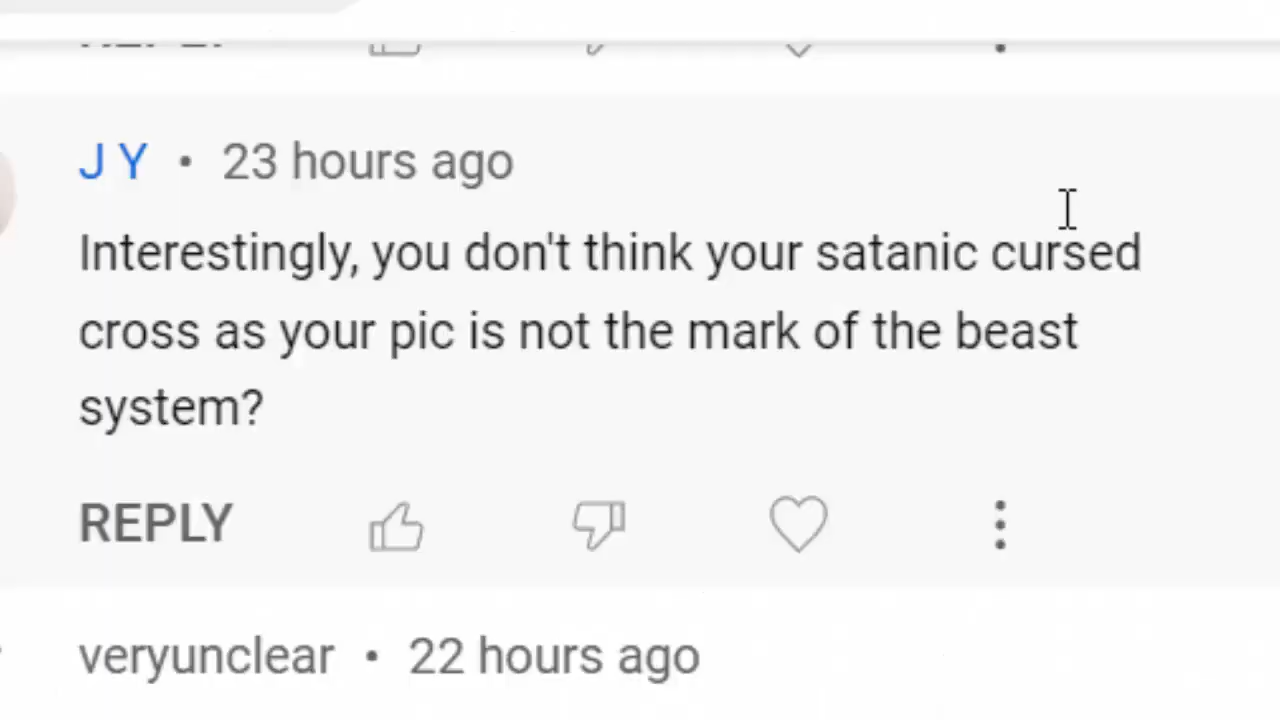 J Y • 23 hours ago
Interestingly, you don't think your satanic cursed
cross as your pic is not the mark of the beast
system?
REPLY
veryunclear • 22 hours ago